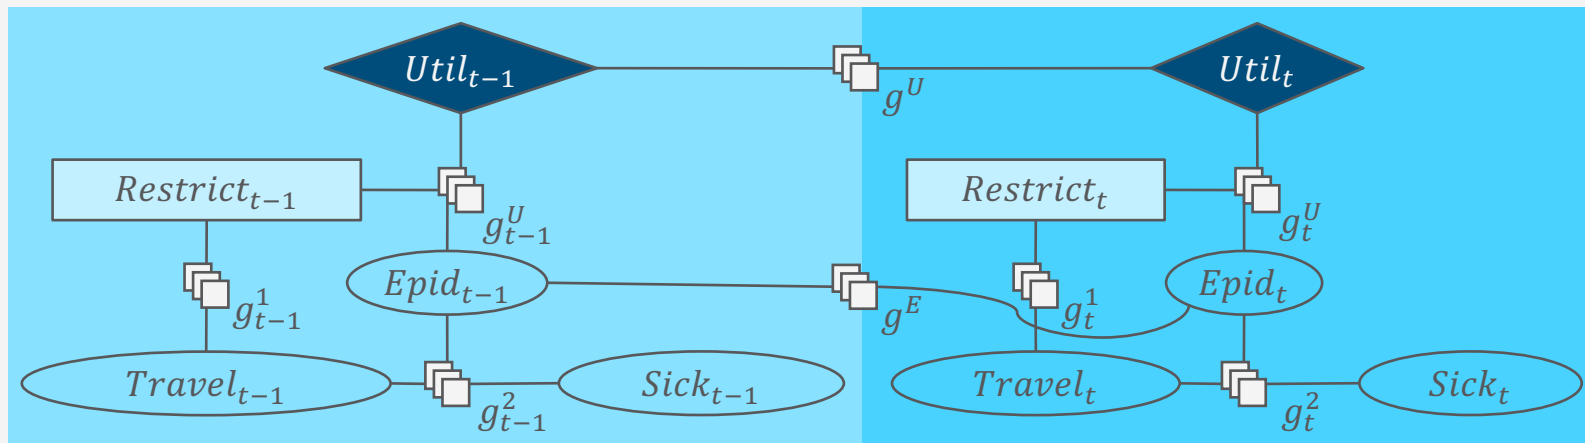 Util_{t−1}
g^U
Util_t
Restrict_{t−1}
g^U_{t−1}
Restrict_t
g^U_t
Epid_{t−1}
g^1_{t−1}
g^E
g^1_t
Epid_t
Travel_{t−1}
g^2_{t−1}
Sick_{t−1}
Travel_t
g^2_t
Sick_t